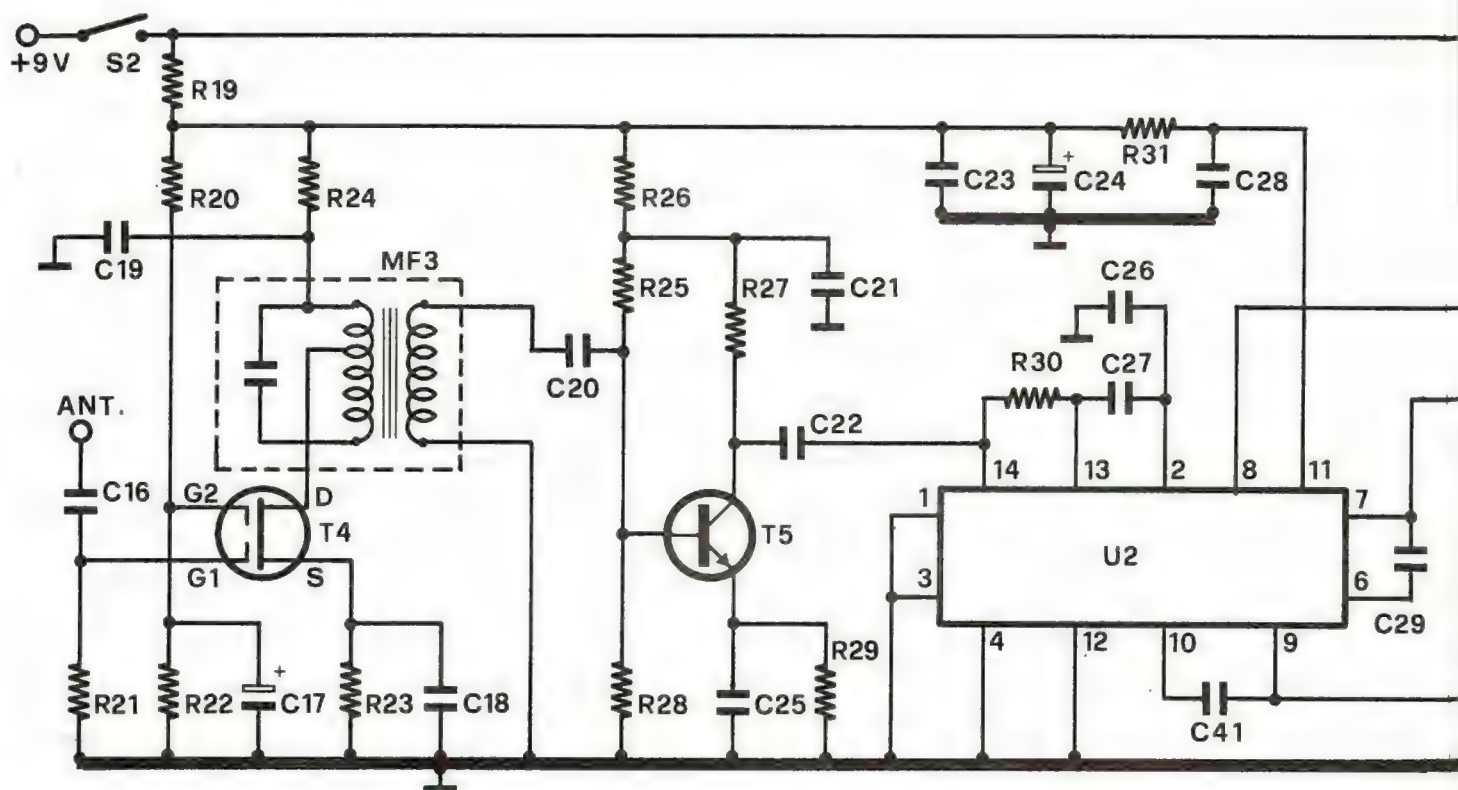 +9V
S2
R19
R20
R24
R26
C23
+
C24
R31
C28
C19
MF3
R25
R27
C21
C26
R30
C27
C20
ANT.
C22
C16
G2
D
T4
G1
S
T5
14
13
2
8
11
1
7
U2
3
6
C29
4
12
10
9
R21
R22
+
C17
R23
C18
R28
C25
R29
C41